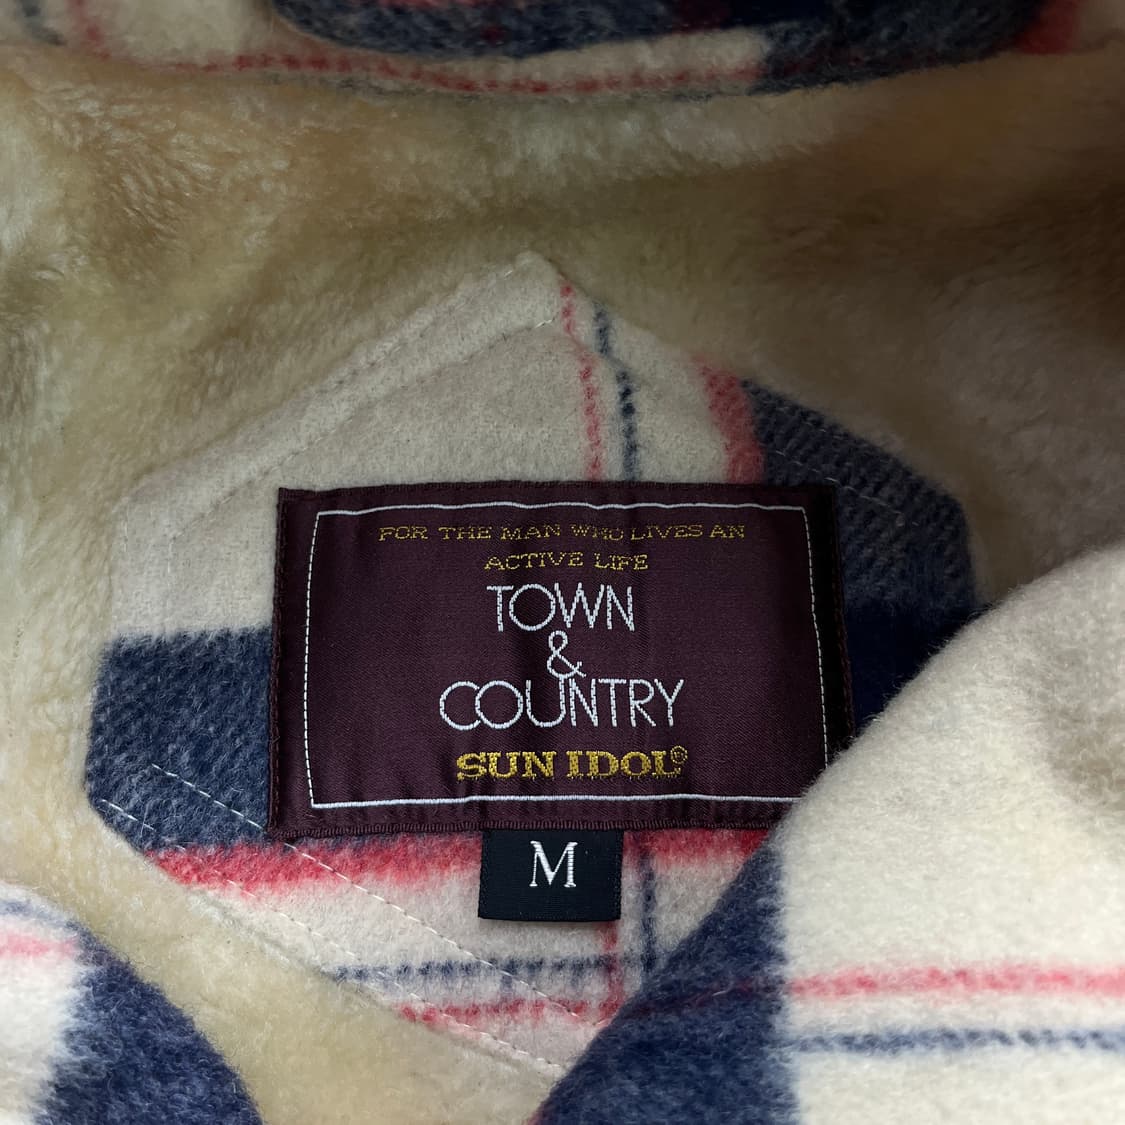 FOR THE MAN WHO LIVES AN
ACTIVE LIFE
TOWN
&
COUNTRY
SUN IDOL®
M